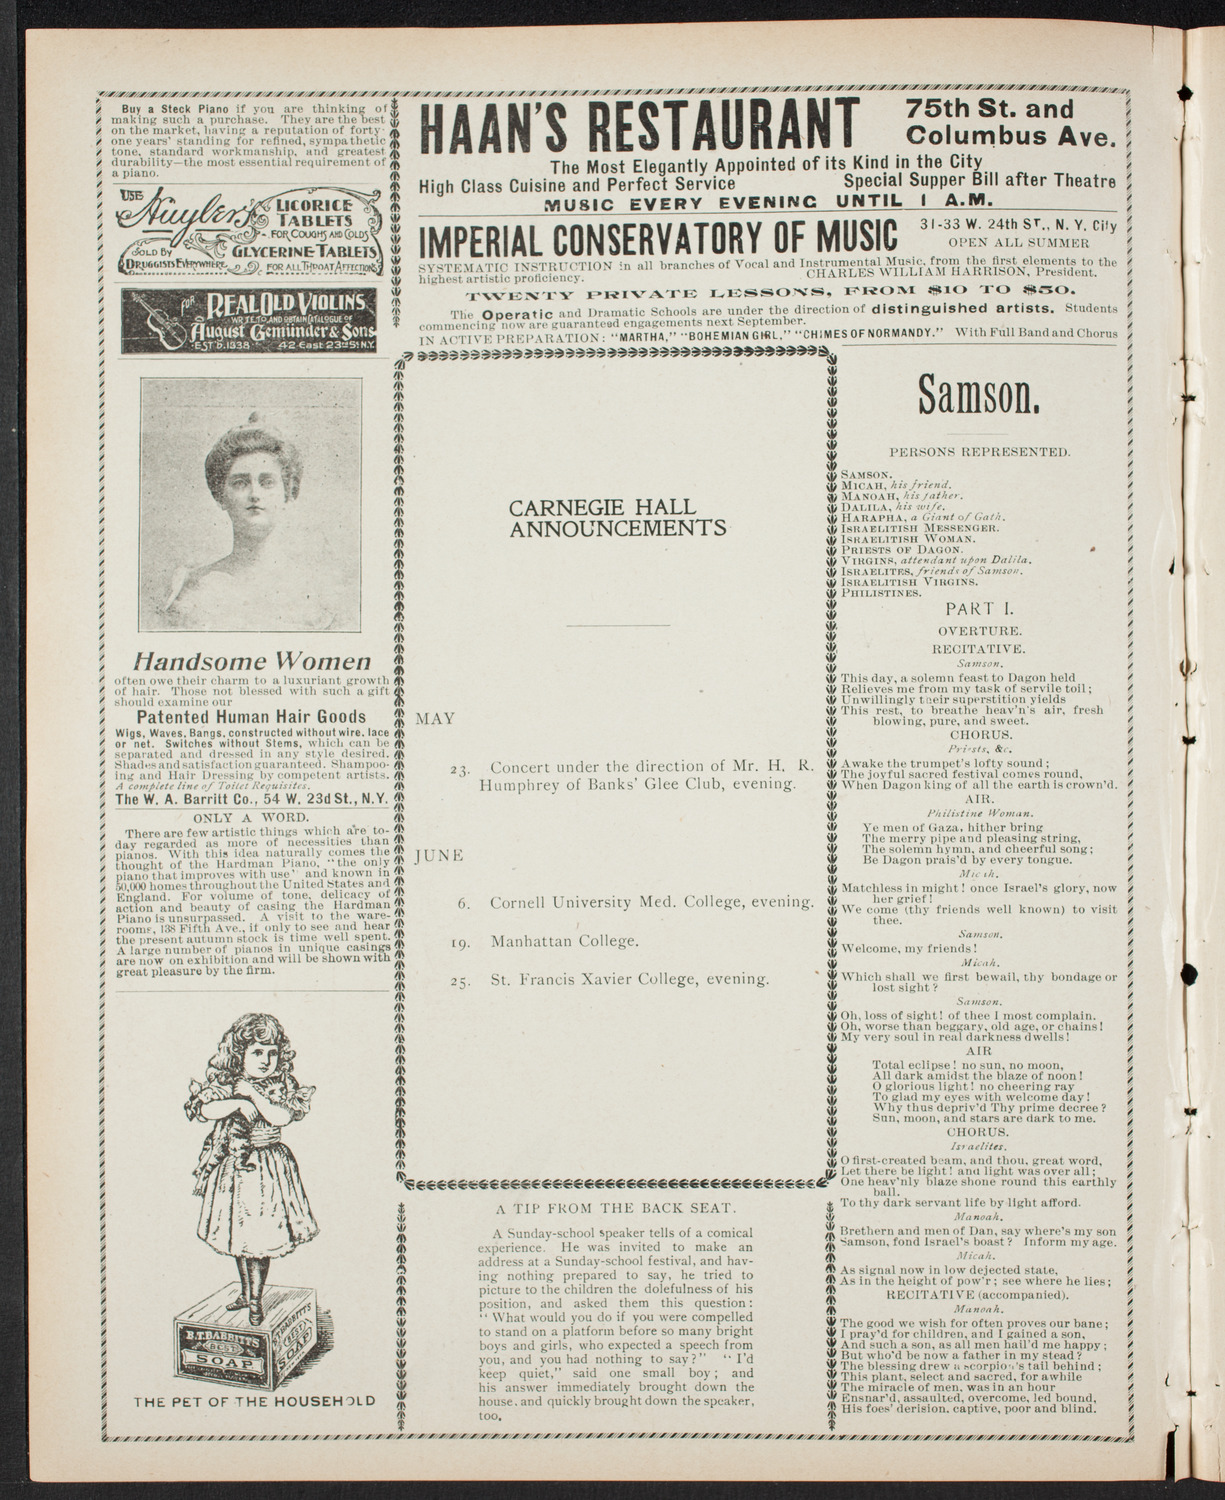 Buy a Steck Piano if you are thinking of
making such a purchase. They are the best
on the market, having a reputation of forty-
one years' standing for refined, sympathetic
tone, standard workmanship, and greatest
durability—the most essential requirement of
a piano.
USE
Huyler's LICORICE
TABLETS
FOR COUGHS AND COLDS
SOLD BY
DRUGGISTS EVERYWHERE.
GLYCERINE TABLETS
FOR ALL THROAT AFFECTIONS
FOR REAL OLD VIOLINS,
WRITE TO AND OBTAIN CATALOGUE OF
August Gemünder & Sons
EST'D. 1838 42 East 23rd St. N.Y.
Handsome Women
often owe their charm to a luxuriant growth
of hair. Those not blessed with such a gift
should examine our
Patented Human Hair Goods
Wigs, Waves, Bangs, constructed without wire, lace
or net. Switches without Stems, which can be
separated and dressed in any style desired.
Shades and satisfaction guaranteed. Shampoo-
ing and Hair Dressing by competent artists.
A complete line of Toilet Requisites.
The W. A. Barritt Co., 54 W. 23d St., N.Y.
ONLY A WORD.
There are few artistic things which are to-
day regarded as more of necessities than
pianos. With this idea naturally comes the
thought of the Hardman Piano, "the only
piano that improves with use" and known in
50,000 homes throughout the United States and
England. For volume of tone, delicacy of
action and beauty of casing the Hardman
Piano is unsurpassed. A visit to the ware-
rooms, 138 Fifth Ave., if only to see and hear
the present autumn stock is time well spent.
A large number of pianos in unique casings
are now on exhibition and will be shown with
great pleasure by the firm.
B.T. BABBITT'S
BEST
SOAP
B.T. BABBITT'S
BEST
SOAP
THE PET OF THE HOUSEHOLD
HAAN'S RESTAURANT 75th St. and
Columbus Ave.
The Most Elegantly Appointed of its Kind in the City
High Class Cuisine and Perfect Service Special Supper Bill after Theatre
MUSIC EVERY EVENING UNTIL 1 A.M.
IMPERIAL CONSERVATORY OF MUSIC 31-33 W. 24th ST., N. Y. City
OPEN ALL SUMMER
SYSTEMATIC INSTRUCTION in all branches of Vocal and Instrumental Music, from the first elements to the
highest artistic proficiency. CHARLES WILLIAM HARRISON, President.
TWENTY PRIVATE LESSONS, FROM $10 TO $50.
The Operatic and Dramatic Schools are under the direction of distinguished artists. Students
commencing now are guaranteed engagements next September.
IN ACTIVE PREPARATION: "MARTHA," "BOHEMIAN GIRL," "CHIMES OF NORMANDY." With Full Band and Chorus
CARNEGIE HALL
ANNOUNCEMENTS
MAY
23. Concert under the direction of Mr. H. R.
Humphrey of Banks' Glee Club, evening.
JUNE
6. Cornell University Med. College, evening.
19. Manhattan College.
25. St. Francis Xavier College, evening.
A TIP FROM THE BACK SEAT.
A Sunday-school speaker tells of a comical
experience. He was invited to make an
address at a Sunday-school festival, and hav-
ing nothing prepared to say, he tried to
picture to the children the dolefulness of his
position, and asked them this question:
"What would you do if you were compelled
to stand on a platform before so many bright
boys and girls, who expected a speech from
you, and you had nothing to say?" "I'd
keep quiet," said one small boy; and
his answer immediately brought down the
house, and quickly brought down the speaker,
too.
Samson.
PERSONS REPRESENTED.
SAMSON.
MICAH, his friend.
MANOAH, his father.
DALILA, his wife.
HARAPHA, a Giant of Gath.
ISRAELITISH MESSENGER.
ISRAELITISH WOMAN.
PRIESTS OF DAGON.
VIRGINS, attendant upon Dalila.
ISRAELITES, friends of Samson.
ISRAELITISH VIRGINS.
PHILISTINES.
PART I.
OVERTURE.
RECITATIVE.
Samson.
This day, a solemn feast to Dagon held
Relieves me from my task of servile toil;
Unwillingly their superstition yields
This rest, to breathe heav'n's air, fresh
blowing, pure, and sweet.
CHORUS.
Priests, &c.
Awake the trumpet's lofty sound;
The joyful sacred festival comes round,
When Dagon king of all the earth is crown'd.
AIR.
Philistine Woman.
Ye men of Gaza, hither bring
The merry pipe and pleasing string,
The solemn hymn, and cheerful song;
Be Dagon prais'd by every tongue.
Micah.
Matchless in might! once Israel's glory, now
her grief!
We come (thy friends well known) to visit
thee.
Samson.
Welcome, my friends!
Micah.
Which shall we first bewail, thy bondage or
lost sight?
Samson.
Oh, loss of sight! of thee I most complain.
Oh, worse than beggary, old age, or chains!
My very soul in real darkness dwells!
AIR
Total eclipse! no sun, no moon,
All dark amidst the blaze of noon!
O glorious light! no cheering ray
To glad my eyes with welcome day!
Why thus depriv'd Thy prime decree?
Sun, moon, and stars are dark to me.
CHORUS.
Israelites.
O first-created beam, and thou, great word,
Let there be light! and light was over all;
One heav'nly blaze shone round this earthly
ball.
To thy dark servant life by light afford.
Manoah.
Brethern and men of Dan, say where's my son
Samson, fond Israel's boast? Inform my age.
Micah.
As signal now in low dejected state,
As in the height of pow'r; see where he lies;
RECITATIVE (accompanied).
Manoah.
The good we wish for often proves our bane;
I pray'd for children, and I gained a son,
And such a son, as all men hail'd me happy;
But who'd be now a father in my stead?
The blessing drew a scorpion's tail behind;
This plant, select and sacred, for awhile
The miracle of men, was in an hour
Ensnar'd, assaulted, overcome, led bound,
His foes' derision, captive, poor and blind.